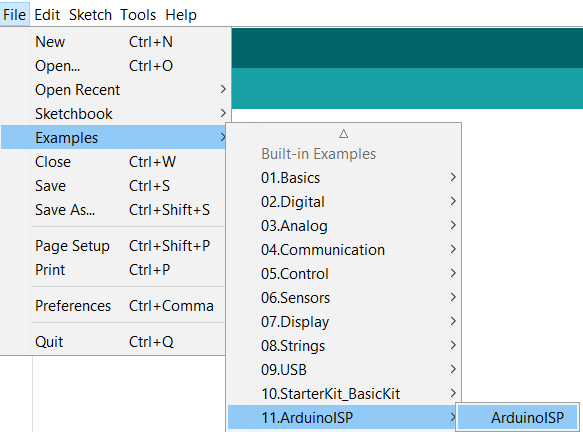 File Edit Sketch Tools Help
New Ctrl+N
Open... Ctrl+O
Open Recent
Sketchbook
Examples
Close Ctrl+W
Save Ctrl+S
Save As... Ctrl+Shift+S
Page Setup Ctrl+Shift+P
Print Ctrl+P
Preferences Ctrl+Comma
Quit Ctrl+Q
Built-in Examples
01.Basics
02.Digital
03.Analog
04.Communication
05.Control
06.Sensors
07.Display
08.Strings
09.USB
10.StarterKit_BasicKit
11.ArduinoISP
ArduinoISP